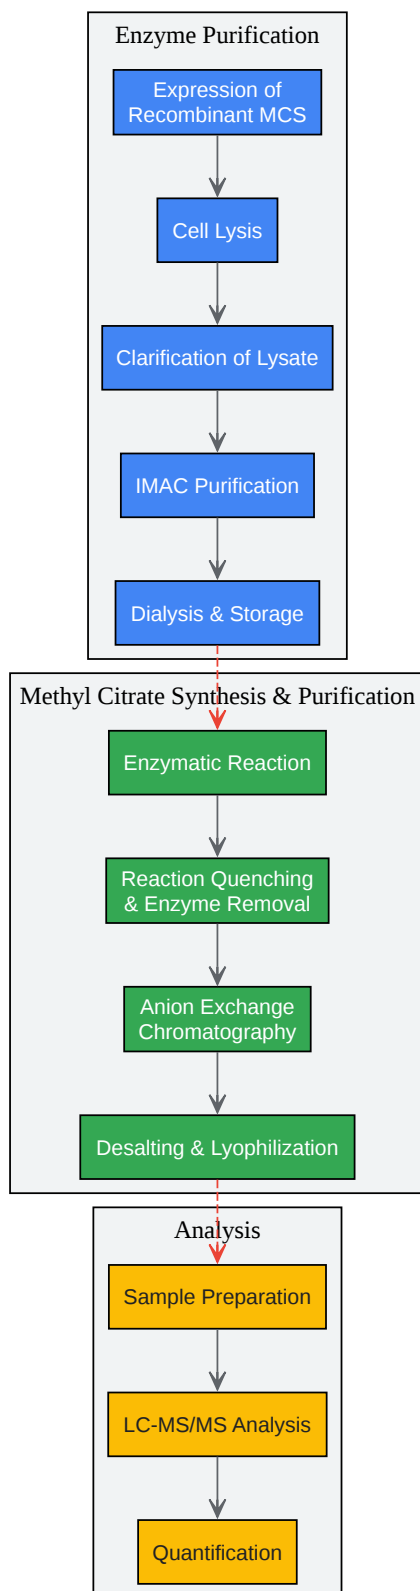 Enzyme Purification
Expression of
Recombinant MCS
Cell Lysis
Clarification of Lysate
IMAC Purification
Dialysis & Storage
Methyl Citrate Synthesis & Purification
Enzymatic Reaction
Reaction Quenching
& Enzyme Removal
Anion Exchange
Chromatography
Desalting & Lyophilization
Analysis
Sample Preparation
LC-MS/MS Analysis
Quantification